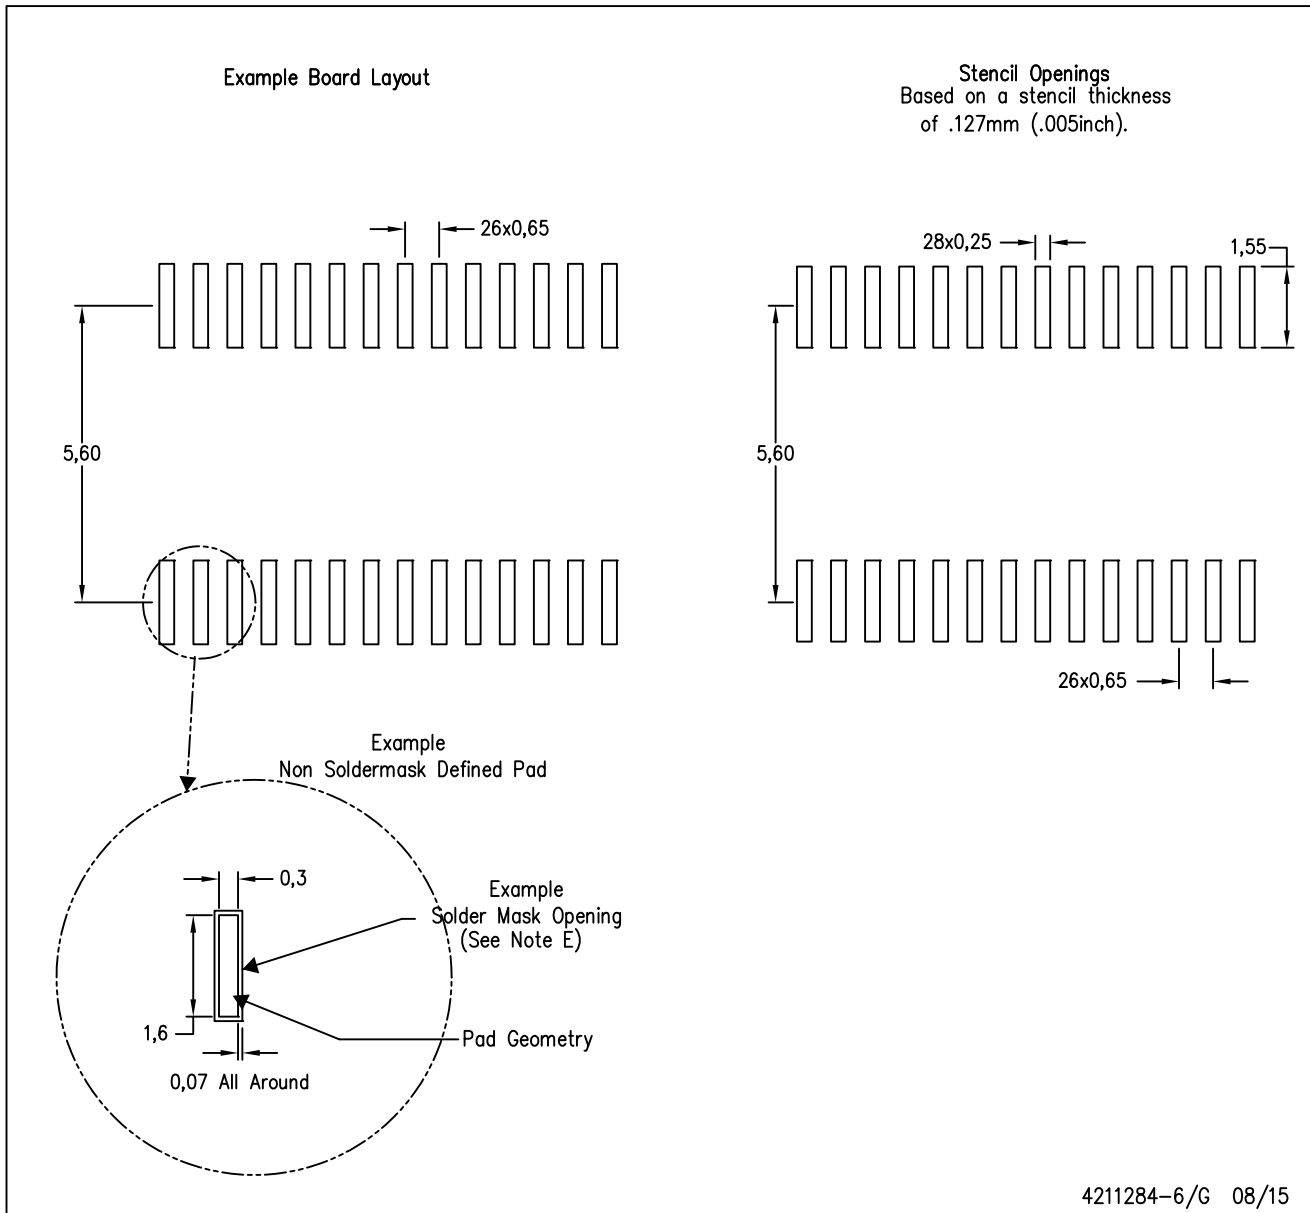 Example Board Layout
Stencil Openings
Based on a stencil thickness
of .127mm (.005inch).
26x0,65
28x0,25
1,55
5,60
5,60
26x0,65
Example
Non Soldermask Defined Pad
0,3
Example
Solder Mask Opening
(See Note E)
1,6
Pad Geometry
0,07 All Around
4211284-6/G 08/15